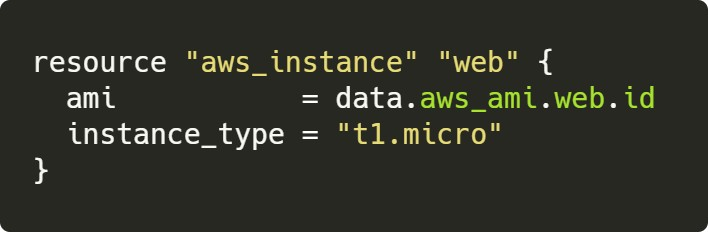 resource "aws_instance" "web" {
  ami           = data.aws_ami.web.id
  instance_type = "t1.micro"
}